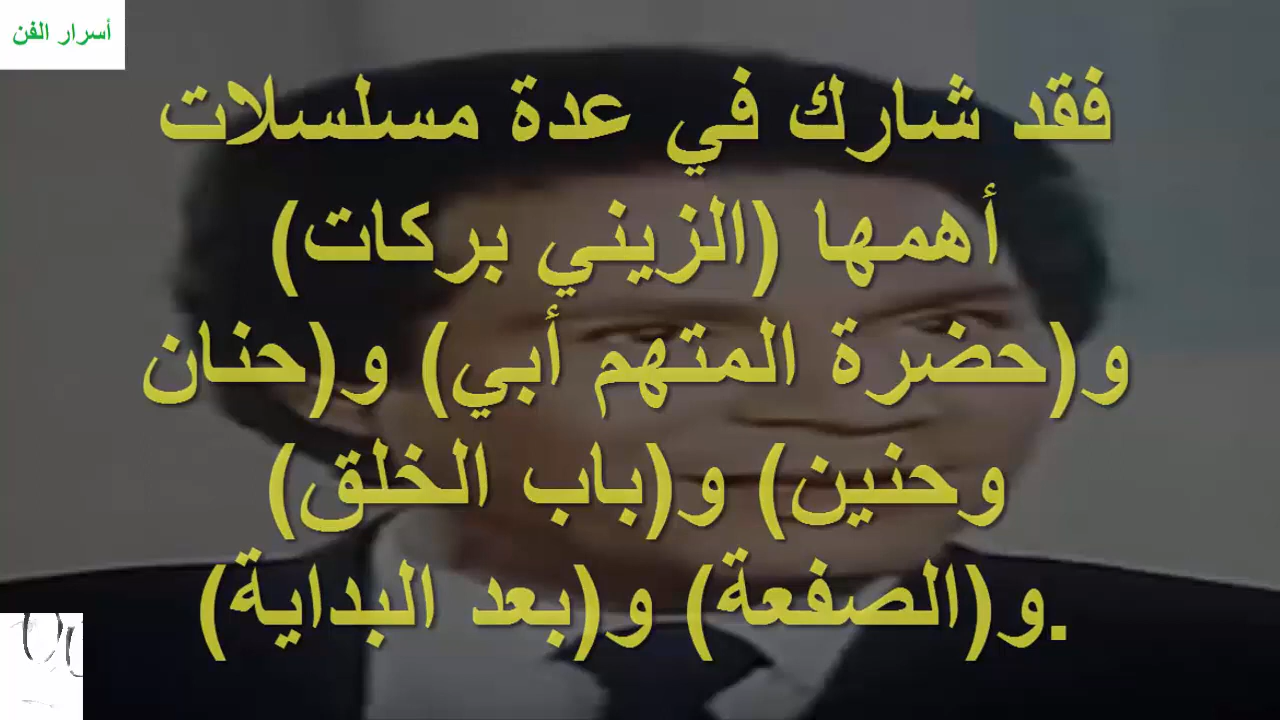 أسرار الفن
فقد شارك في عدة مسلسلات
أهمها (الزيني بركات)
و(حضرة المتهم أبي) و(حنان
وحنين) و(باب الخلق)
و(الصفعة) و(بعد البداية).